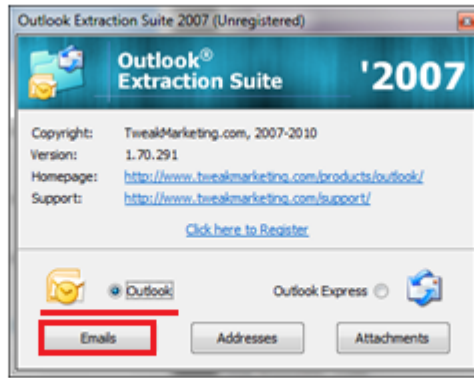 Outlook Extraction Suite 2007 (Unregistered)
Outlook®
Extraction Suite
'2007
Copyright: TweakMarketing.com, 2007-2010
Version: 1.70.291
Homepage: http://www.tweakmarketing.com/products/outlook/
Support: http://www.tweakmarketing.com/support/
Click here to Register
Outlook Outlook Express
Emails Addresses Attachments